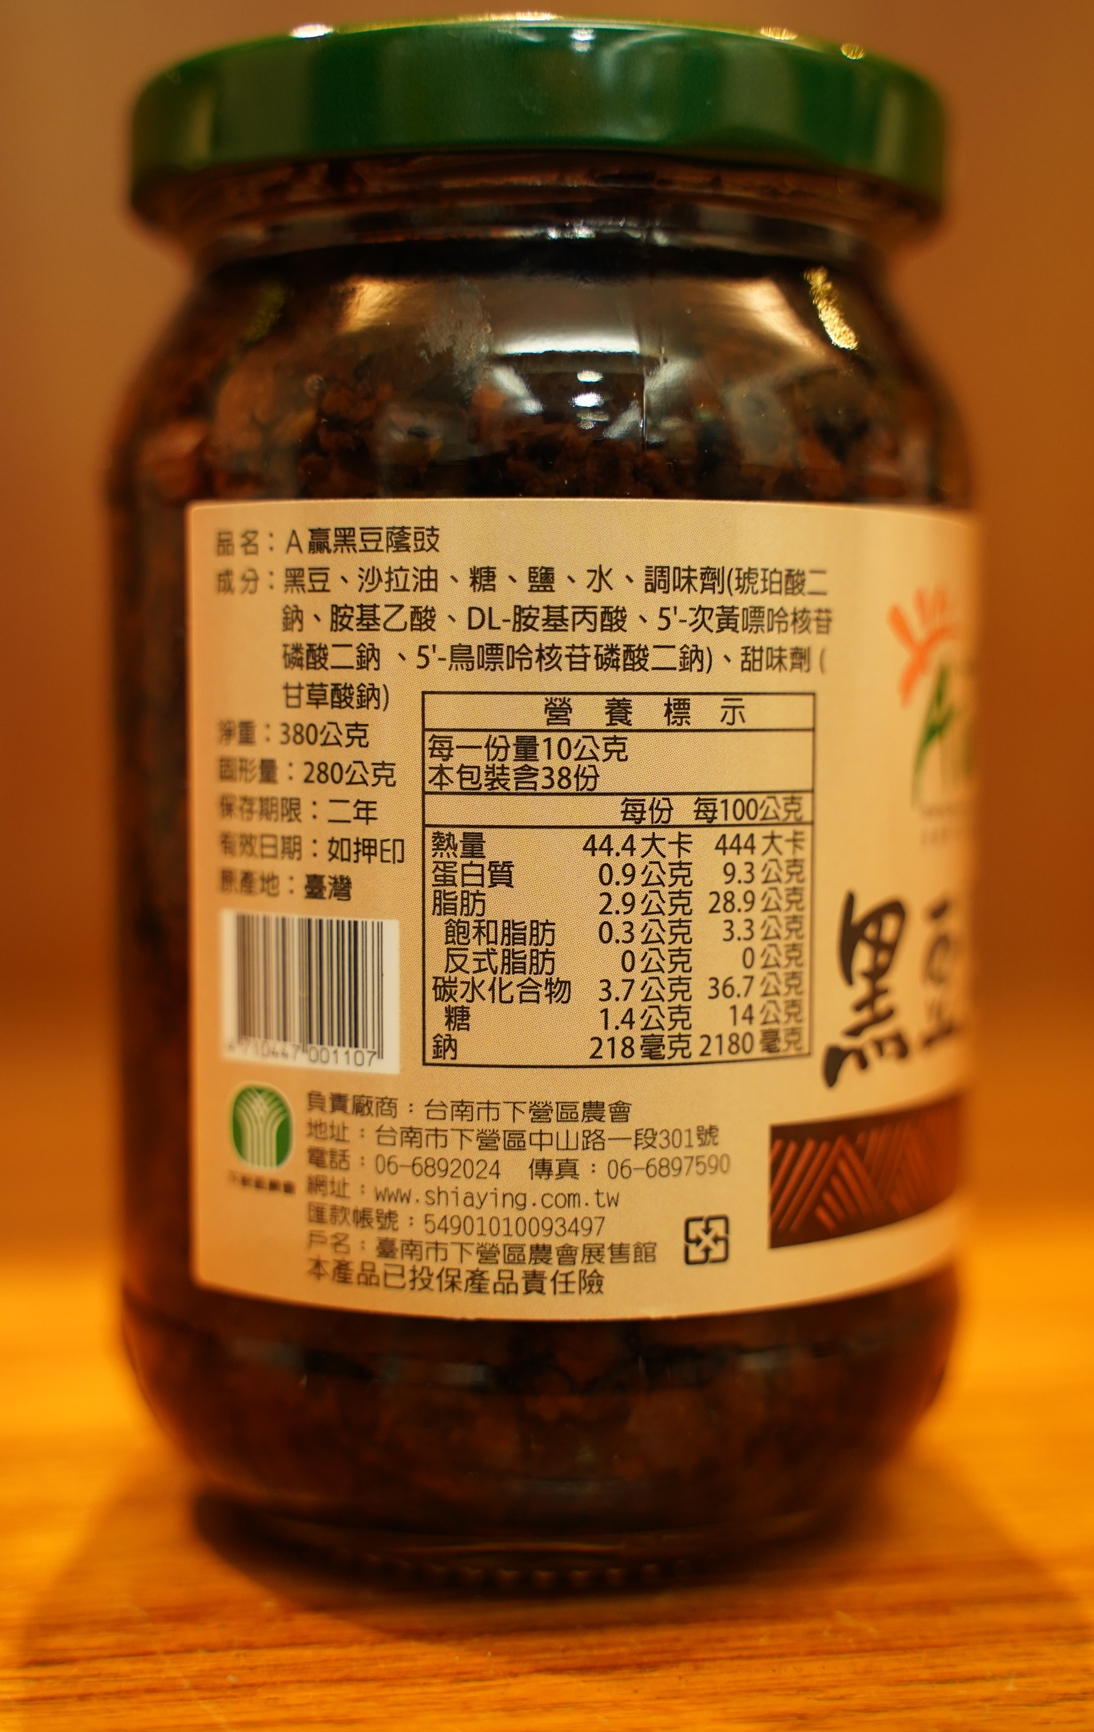 品名：A贏黑豆蔭豉
成分：黑豆、沙拉油、糖、鹽、水、調味劑(琥珀酸二
鈉、胺基乙酸、DL-胺基丙酸、5'-次黃嘌呤核苷
磷酸二鈉、5'-鳥嘌呤核苷磷酸二鈉)、甜味劑(
甘草酸鈉)
淨重：380公克
固形量：280公克
保存期限：二年
有效日期：如押印
原產地：臺灣
營養標示
每一份量10公克
本包裝含38份
每份 每100公克
熱量 44.4大卡 444大卡
蛋白質 0.9公克 9.3公克
脂肪 2.9公克 28.9公克
飽和脂肪 0.3公克 3.3公克
反式脂肪 0公克 0公克
碳水化合物 3.7公克 36.7公克
糖 1.4公克 14公克
鈉 218毫克 2180毫克
4710447 001107
負責廠商：台南市下營區農會
地址：台南市下營區中山路一段301號
電話：06-6892024 傳真：06-6897590
網址：www.shiaying.com.tw
匯款帳號：54901010093497
戶名：臺南市下營區農會展售館
本產品已投保產品責任險
黑豆